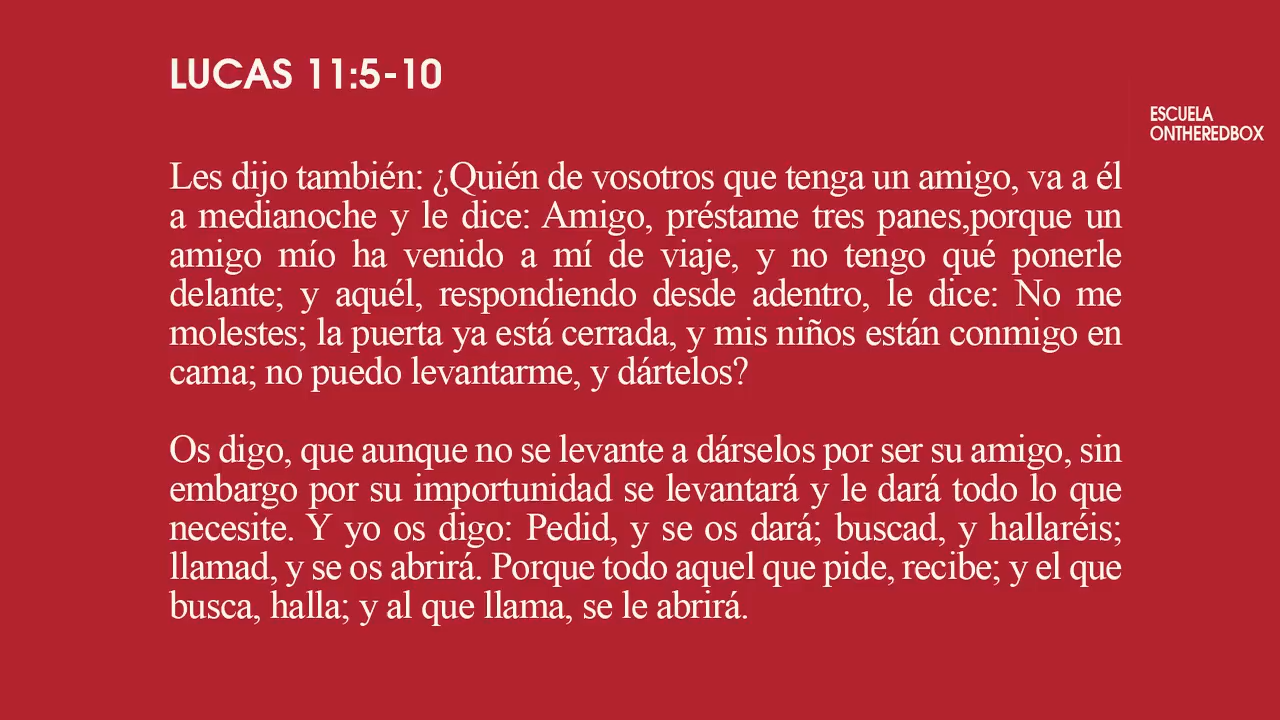 LUCAS 11:5-10
ESCUELA
ONTHEREDBOX
Les dijo también: ¿Quién de vosotros que tenga un amigo, va a él
a medianoche y le dice: Amigo, préstame tres panes,porque un
amigo mío ha venido a mí de viaje, y no tengo qué ponerle
delante; y aquél, respondiendo desde adentro, le dice: No me
molestes; la puerta ya está cerrada, y mis niños están conmigo en
cama; no puedo levantarme, y dártelos?
Os digo, que aunque no se levante a dárselos por ser su amigo, sin
embargo por su importunidad se levantará y le dará todo lo que
necesite. Y yo os digo: Pedid, y se os dará; buscad, y hallaréis;
llamad, y se os abrirá. Porque todo aquel que pide, recibe; y el que
busca, halla; y al que llama, se le abrirá.